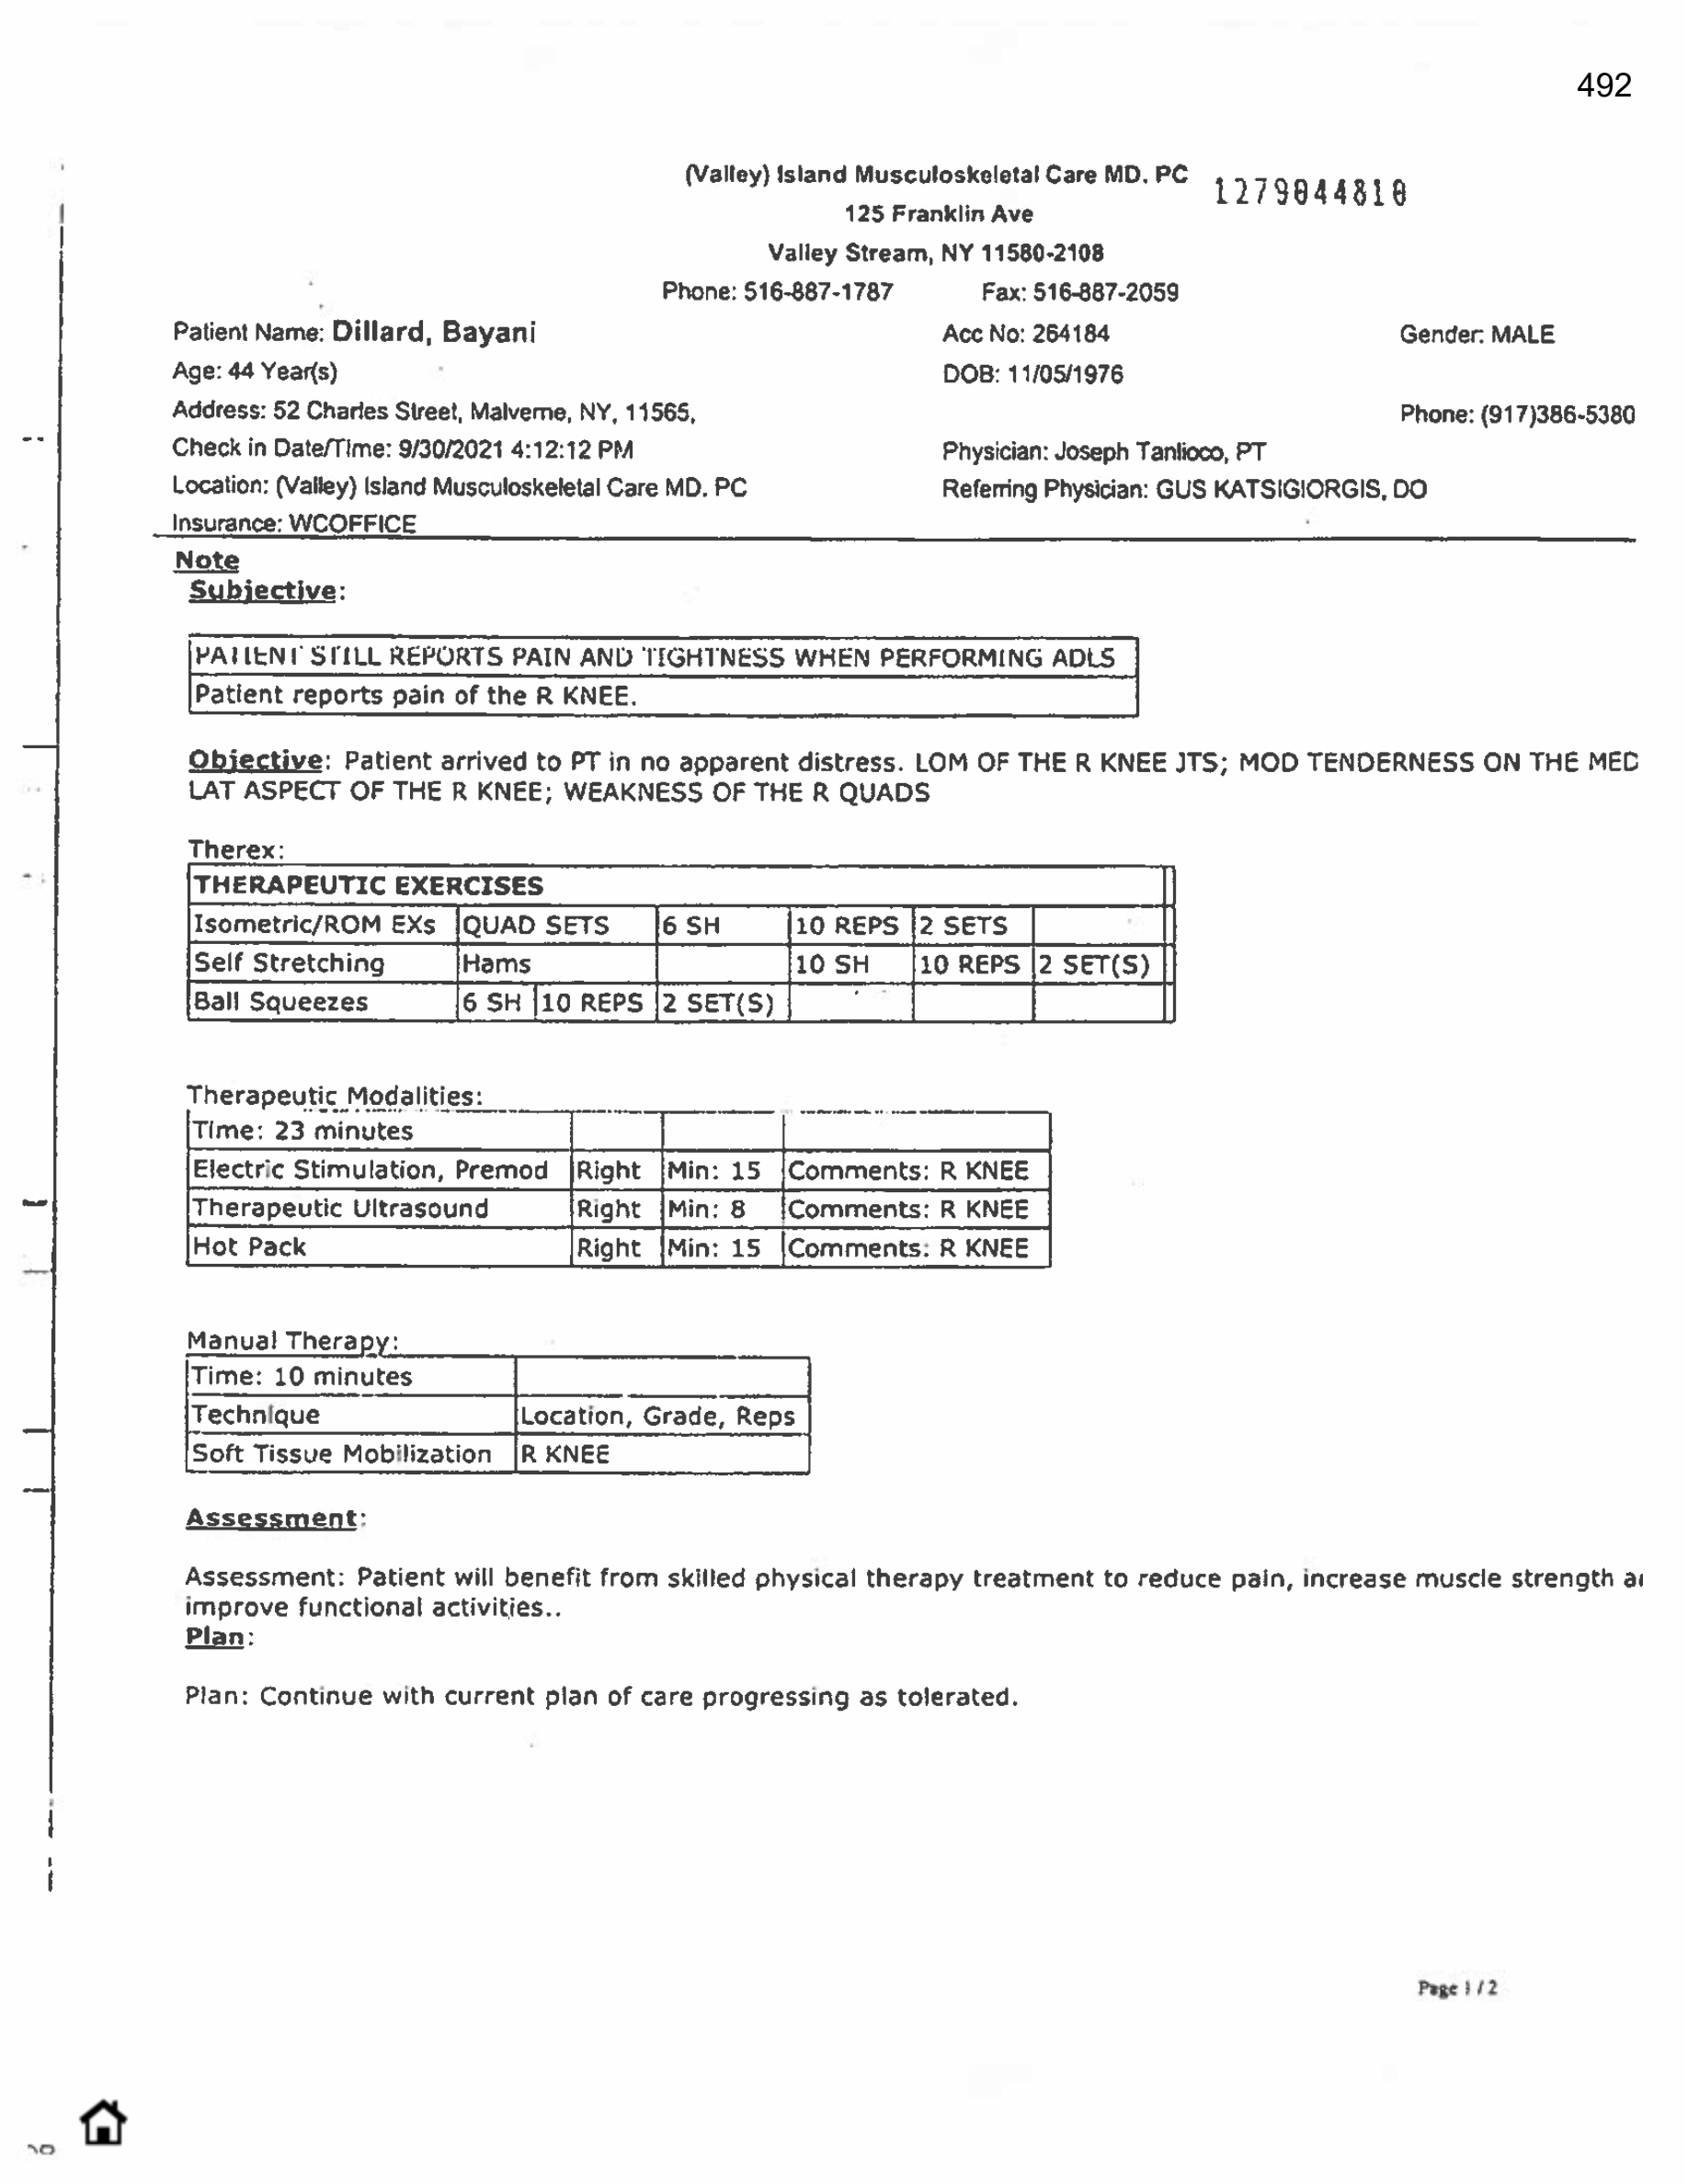 492
(Valley) Island Musculoskeletal Care MD. PC 1279044810
125 Franklin Ave
Valley Stream, NY 11580-2108
Phone: 516-887-1787 Fax: 516-887-2059
Patient Name: Dillard, Bayani Acc No: 264184 Gender: MALE
Age: 44 Year(s) DOB: 11/05/1976
Address: 52 Charles Street, Malverne, NY, 11565, Phone: (917)386-5380
Check in Date/Time: 9/30/2021 4:12:12 PM Physician: Joseph Tanlioco, PT
Location: (Valley) Island Musculoskeletal Care MD. PC Referring Physician: GUS KATSIGIORGIS, DO
Insurance: WCOFFICE
Note
Subjective:
PATIENT STILL REPORTS PAIN AND TIGHTNESS WHEN PERFORMING ADLS
Patient reports pain of the R KNEE.
Objective: Patient arrived to PT in no apparent distress. LOM OF THE R KNEE JTS; MOD TENDERNESS ON THE MED
LAT ASPECT OF THE R KNEE; WEAKNESS OF THE R QUADS
Therex:
THERAPEUTIC EXERCISES
Isometric/ROM EXs QUAD SETS 6 SH 10 REPS 2 SETS
Self Stretching Hams 10 SH 10 REPS 2 SET(S)
Ball Squeezes 6 SH 10 REPS 2 SET(S)
Therapeutic Modalities:
Time: 23 minutes
Electric Stimulation, Premod Right Min: 15 Comments: R KNEE
Therapeutic Ultrasound Right Min: 8 Comments: R KNEE
Hot Pack Right Min: 15 Comments: R KNEE
Manual Therapy:
Time: 10 minutes
Technique Location, Grade, Reps
Soft Tissue Mobilization R KNEE
Assessment:
Assessment: Patient will benefit from skilled physical therapy treatment to reduce pain, increase muscle strength
improve functional activities..
Plan:
Plan: Continue with current plan of care progressing as tolerated.
Page 1 / 2